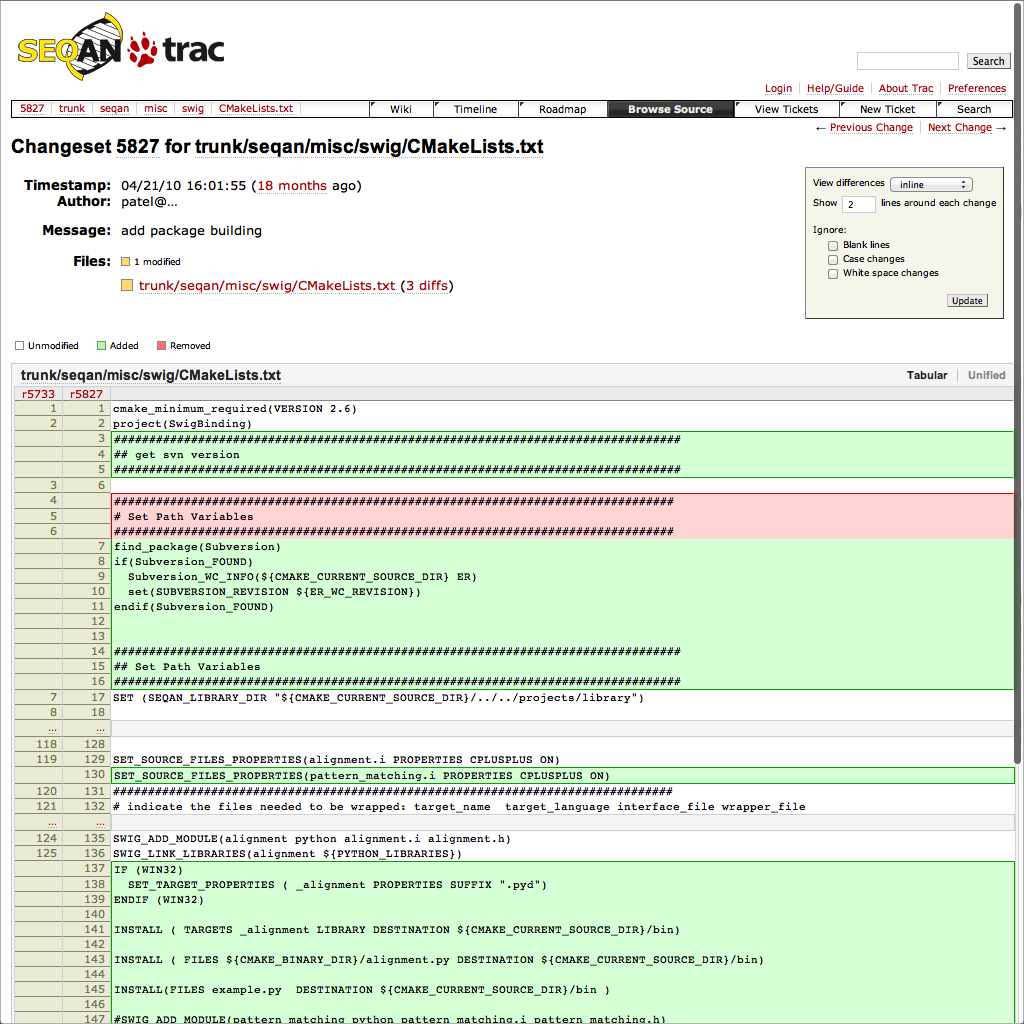 SEQAN trac
Search
Login Help/Guide About Trac Preferences
5827 trunk seqan misc swig CMakeLists.txt Wiki Timeline Roadmap Browse Source View Tickets New Ticket Search
← Previous Change Next Change →
Changeset 5827 for trunk/seqan/misc/swig/CMakeLists.txt
Timestamp: 04/21/10 16:01:55 (18 months ago)
Author: patel@...
Message: add package building
Files: 1 modified
trunk/seqan/misc/swig/CMakeLists.txt (3 diffs)
View differences inline
Show 2 lines around each change
Ignore:
Blank lines
Case changes
White space changes
Update
Unmodified Added Removed
trunk/seqan/misc/swig/CMakeLists.txt Tabular Unified
r5733 r5827
1 1 cmake_minimum_required(VERSION 2.6)
2 2 project(SwigBinding)
3 #################################################################################
4 ## get svn version
5 #################################################################################
3 6
4 ################################################################################
5 # Set Path Variables
6 ################################################################################
7 find_package(Subversion)
8 if(Subversion_FOUND)
9 Subversion_WC_INFO(${CMAKE_CURRENT_SOURCE_DIR} ER)
10 set(SUBVERSION_REVISION ${ER_WC_REVISION})
11 endif(Subversion_FOUND)
12
13
14 #################################################################################
15 ## Set Path Variables
16 #################################################################################
7 17 SET (SEQAN_LIBRARY_DIR "${CMAKE_CURRENT_SOURCE_DIR}/../../projects/library")
8 18
… …
118 128
119 129 SET_SOURCE_FILES_PROPERTIES(alignment.i PROPERTIES CPLUSPLUS ON)
130 SET_SOURCE_FILES_PROPERTIES(pattern_matching.i PROPERTIES CPLUSPLUS ON)
120 131 ################################################################################
121 132 # indicate the files needed to be wrapped: target_name target_language interface_file wrapper_file
… …
124 135 SWIG_ADD_MODULE(alignment python alignment.i alignment.h)
125 136 SWIG_LINK_LIBRARIES(alignment ${PYTHON_LIBRARIES})
137 IF (WIN32)
138 SET_TARGET_PROPERTIES ( _alignment PROPERTIES SUFFIX ".pyd")
139 ENDIF (WIN32)
140
141 INSTALL ( TARGETS _alignment LIBRARY DESTINATION ${CMAKE_CURRENT_SOURCE_DIR}/bin)
142
143 INSTALL ( FILES ${CMAKE_BINARY_DIR}/alignment.py DESTINATION ${CMAKE_CURRENT_SOURCE_DIR}/bin)
144
145 INSTALL(FILES example.py DESTINATION ${CMAKE_CURRENT_SOURCE_DIR}/bin )
146
147 #SWIG_ADD_MODULE(pattern_matching python pattern_matching.i pattern_matching.h)